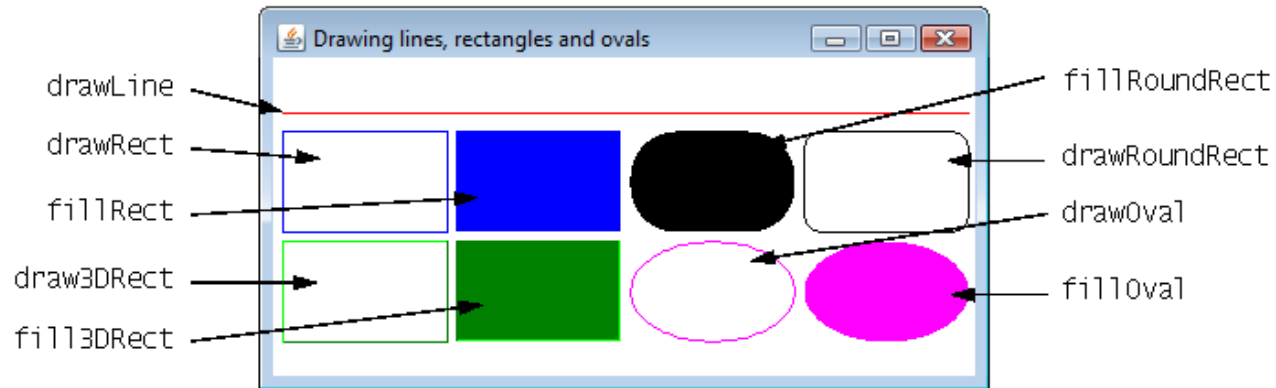 Drawing lines, rectangles and ovals
drawLine
drawRect
fillRect
draw3DRect
fill3DRect
fillRoundRect
drawRoundRect
drawOval
fillOval